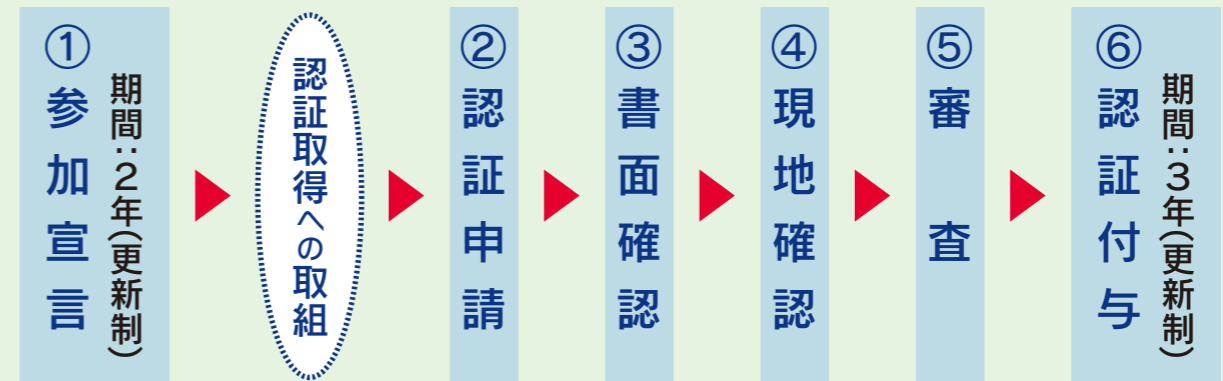 ①参加宣言
期間：2年(更新制)
認証取得への取組
②認証申請
③書面確認
④現地確認
⑤審査
⑥認証付与
期間：3年(更新制)